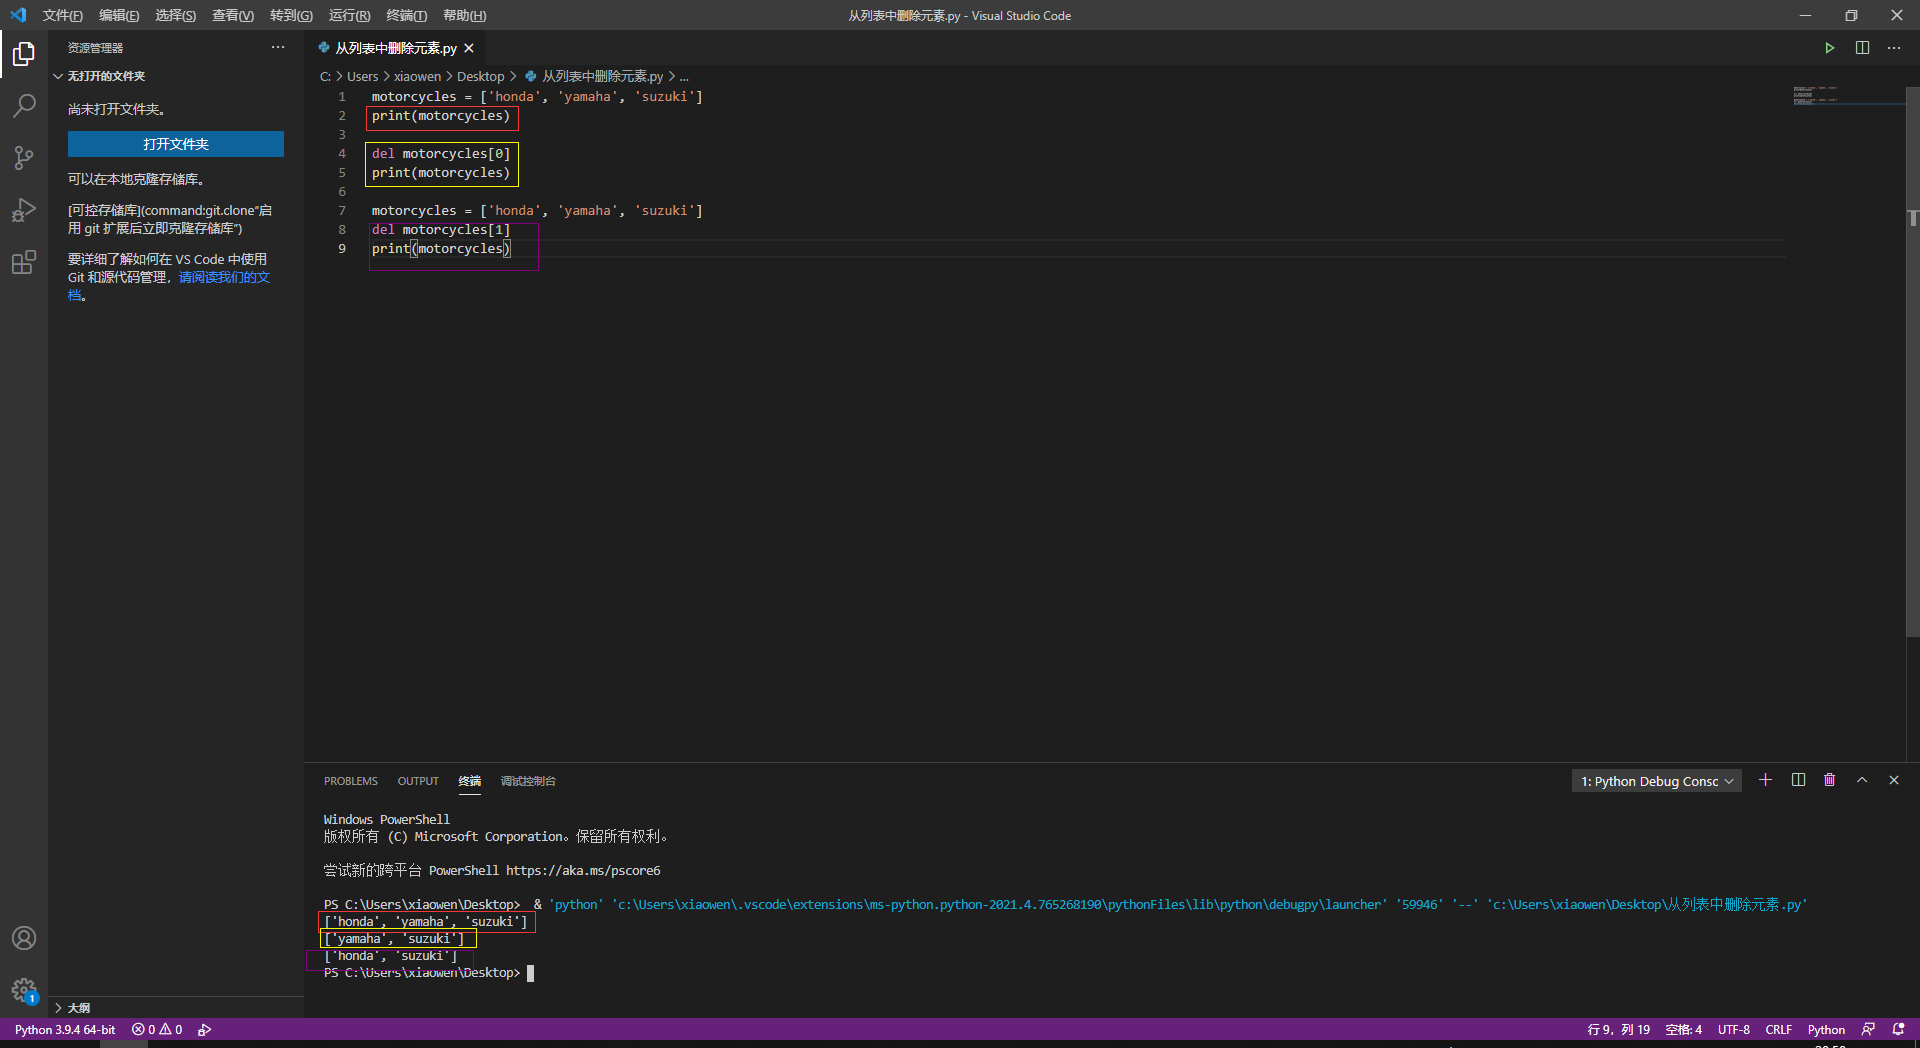 文件(F) 编辑(E) 选择(S) 查看(V) 转到(G) 运行(R) 终端(T) 帮助(H)
从列表中删除元素.py - Visual Studio Code
资源管理器
无打开的文件夹
尚未打开文件夹。
打开文件夹
可以在本地克隆存储库。
[可控存储库](command:git.clone“启
用 git 扩展后立即克隆存储库”)
要详细了解如何在 VS Code 中使用
Git 和源代码管理，请阅读我们的文
档。
大纲
从列表中删除元素.py
C: > Users > xiaowen > Desktop > 从列表中删除元素.py > ...
1 motorcycles = ['honda', 'yamaha', 'suzuki']
2 print(motorcycles)
3
4 del motorcycles[0]
5 print(motorcycles)
6
7 motorcycles = ['honda', 'yamaha', 'suzuki']
8 del motorcycles[1]
9 print(motorcycles)
PROBLEMS OUTPUT 终端 调试控制台
1: Python Debug Consc
Windows PowerShell
版权所有 (C) Microsoft Corporation。保留所有权利。
尝试新的跨平台 PowerShell https://aka.ms/pscore6
PS C:\Users\xiaowen\Desktop> & 'python' 'c:\Users\xiaowen\.vscode\extensions\ms-python.python-2021.4.765268190\pythonFiles\lib\python\debugpy\launcher' '59946' '--' 'c:\Users\xiaowen\Desktop\从列表中删除元素.py'
['honda', 'yamaha', 'suzuki']
['yamaha', 'suzuki']
['honda', 'suzuki']
PS C:\Users\xiaowen\Desktop>
1
Python 3.9.4 64-bit 0 0
行 9，列 19 空格: 4 UTF-8 CRLF Python